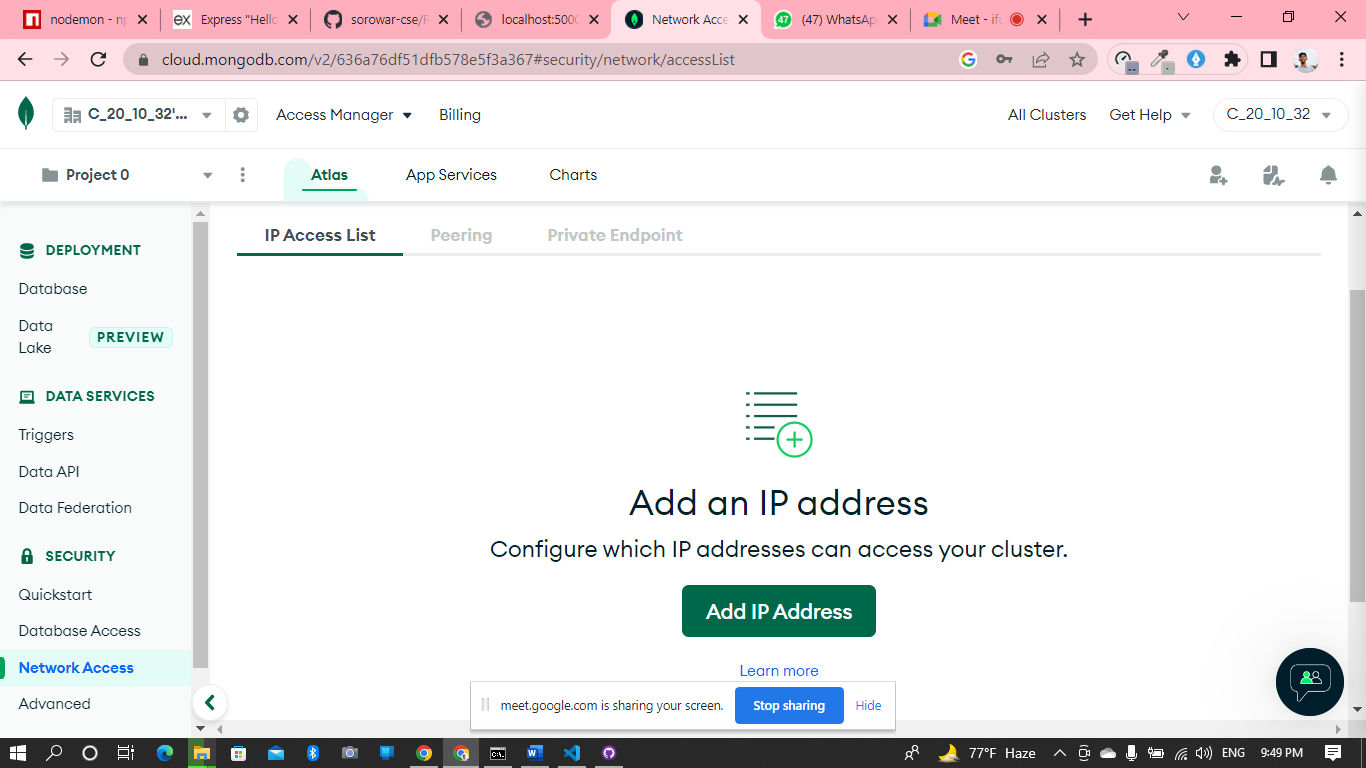 nodemon - np
Express "Hello
sorowar-cse/F
localhost:5000
Network Acce
(47) WhatsAp
Meet - ifu
cloud.mongodb.com/v2/636a76df51dfb578e5f3a367#security/network/accessList
C_20_10_32'... Access Manager Billing All Clusters Get Help C_20_10_32
Project 0 Atlas App Services Charts
DEPLOYMENT
Database
Data Lake PREVIEW
DATA SERVICES
Triggers
Data API
Data Federation
SECURITY
Quickstart
Database Access
Network Access
Advanced
IP Access List Peering Private Endpoint
Add an IP address
Configure which IP addresses can access your cluster.
Add IP Address
Learn more
meet.google.com is sharing your screen. Stop sharing Hide
77°F Haze ENG 9:49 PM